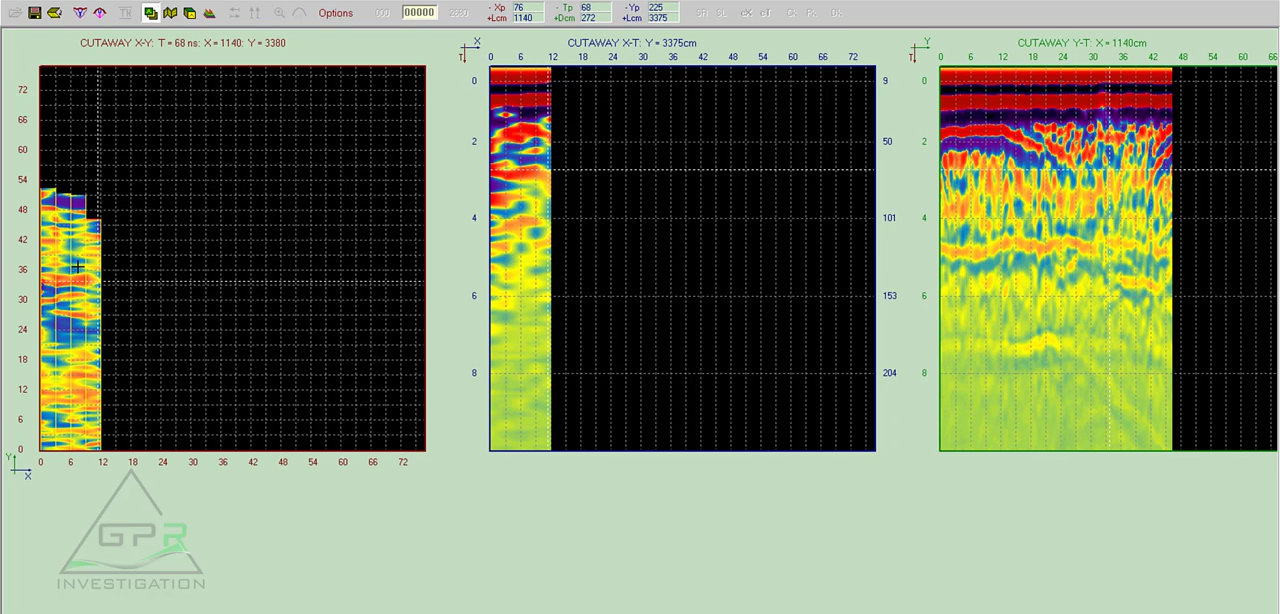 TH Options 000 00000 2680 - Xp 76 - Tp 68 - Yp 225
+Lcm 1140 +Dcm 272 +Lcm 3375
CUTAWAY X-Y: T = 68 ns: X = 1140: Y = 3380
72
66
60
54
48
42
36
30
24
18
12
6
0
Y
X
0 6 12 18 24 30 36 42 48 54 60 66 72
X CUTAWAY X-T: Y = 3375cm
T 0 6 12 18 24 30 36 42 48 54 60 66 72
0 9
2 50
4 101
6 153
8 204
Y CUTAWAY Y-T: X = 1140cm
T 0 6 12 18 24 30 36 42 48 54 60 66
0
2
4
6
8
GPR
INVESTIGATION